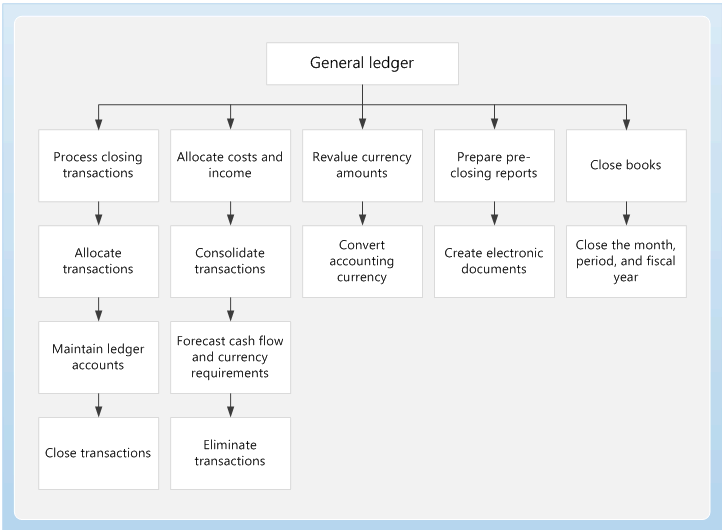 General ledger
Process closing
transactions
Allocate costs and
income
Revalue currency
amounts
Prepare pre-
closing reports
Close books
Allocate
transactions
Consolidate
transactions
Convert
accounting
currency
Create electronic
documents
Close the month,
period, and fiscal
year
Maintain ledger
accounts
Forecast cash flow
and currency
requirements
Close transactions
Eliminate
transactions